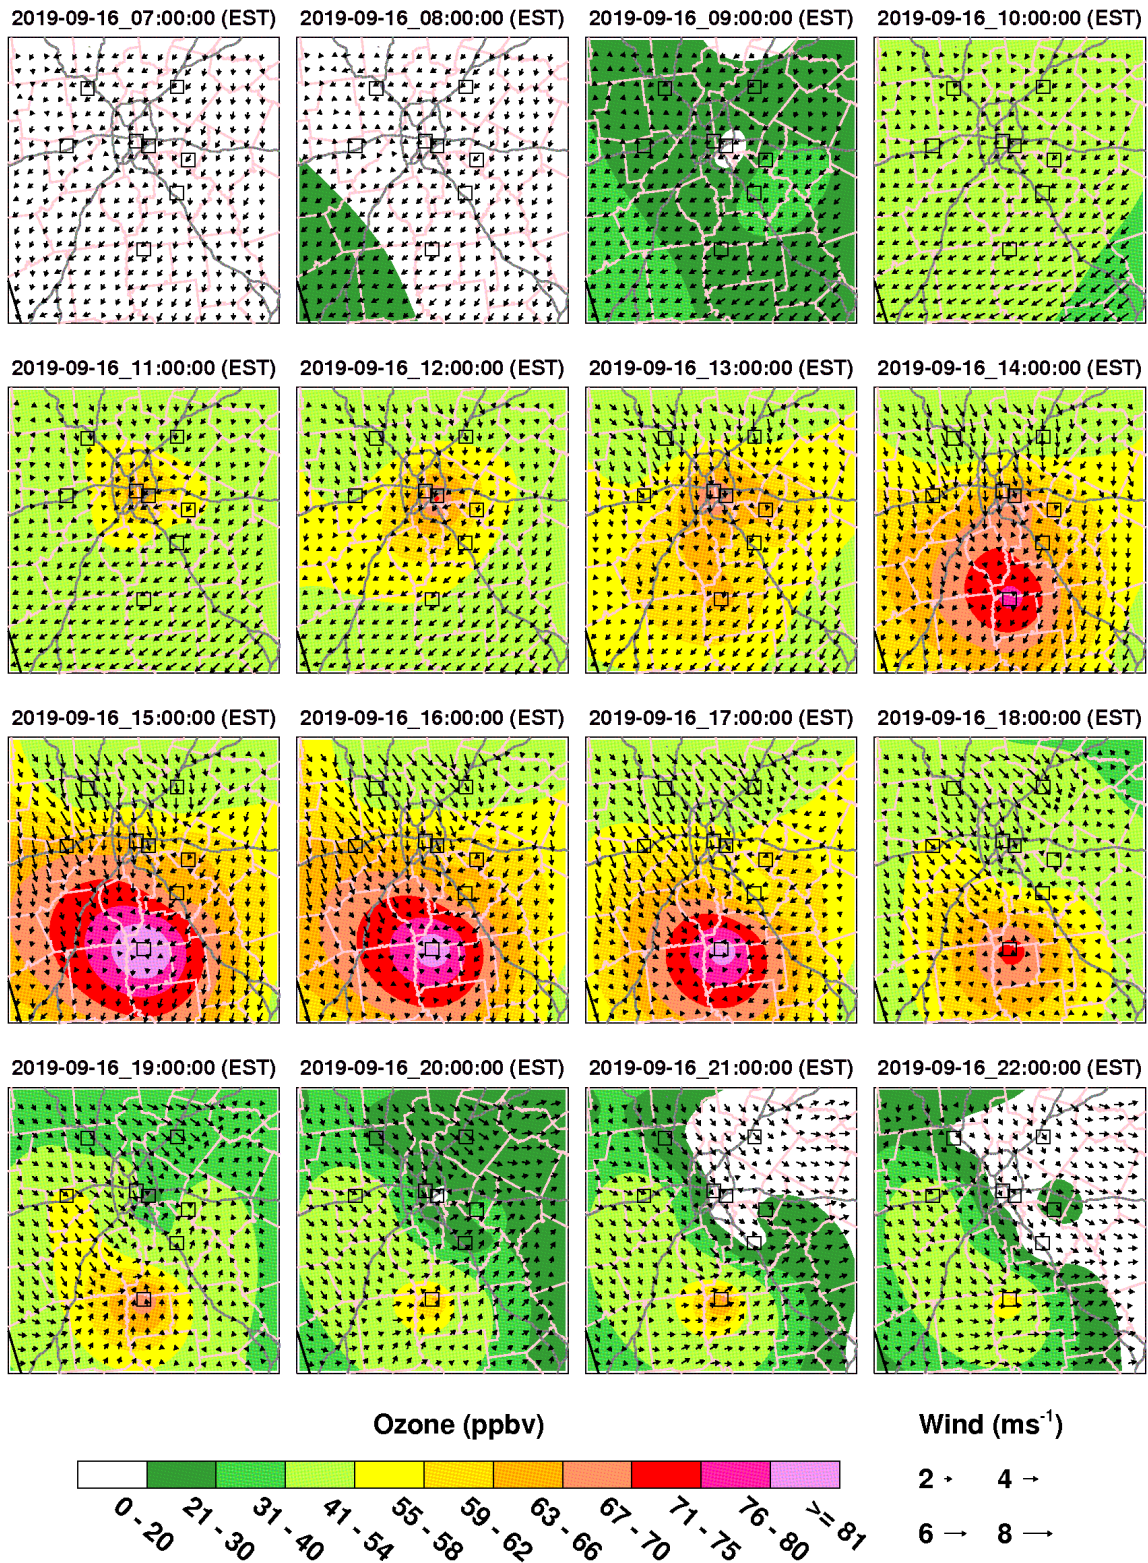 2019-09-16_07:00:00 (EST) 2019-09-16_08:00:00 (EST) 2019-09-16_09:00:00 (EST) 2019-09-16_10:00:00 (EST)
2019-09-16_11:00:00 (EST) 2019-09-16_12:00:00 (EST) 2019-09-16_13:00:00 (EST) 2019-09-16_14:00:00 (EST)
2019-09-16_15:00:00 (EST) 2019-09-16_16:00:00 (EST) 2019-09-16_17:00:00 (EST) 2019-09-16_18:00:00 (EST)
2019-09-16_19:00:00 (EST) 2019-09-16_20:00:00 (EST) 2019-09-16_21:00:00 (EST) 2019-09-16_22:00:00 (EST)
Ozone (ppbv) Wind (ms⁻¹)
0 - 20 21 - 30 31 - 40 41 - 54 55 - 58 59 - 62 63 - 66 67 - 70 71 - 75 76 - 80 >= 81
2 4
6 8